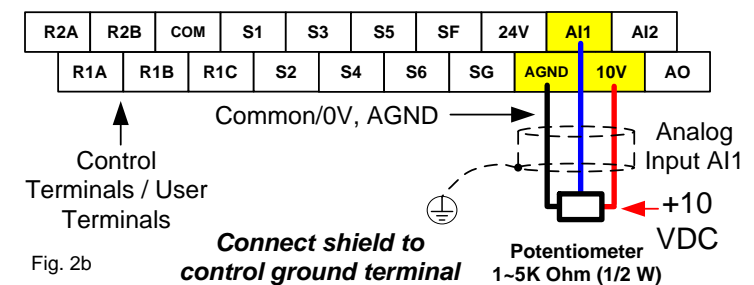 R2A R2B COM S1 S3 S5 SF 24V AI1 AI2
R1A R1B R1C S2 S4 S6 SG AGND 10V AO
Common/0V, AGND
Analog
Input AI1
Control
Terminals / User
Terminals
+10
VDC
Connect shield to
control ground terminal
Potentiometer
1~5K Ohm (1/2 W)
Fig. 2b